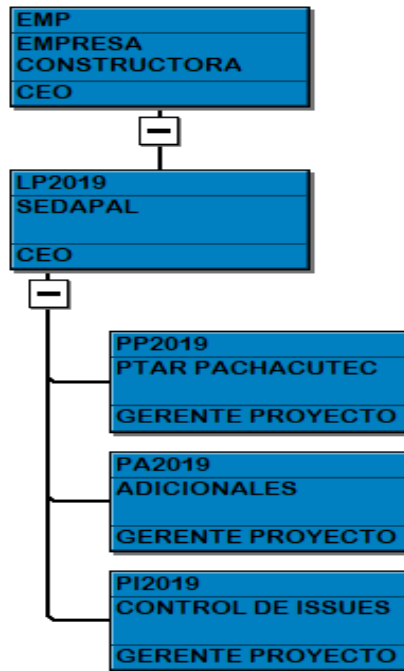 EMP
EMPRESA
CONSTRUCTORA
CEO
LP2019
SEDAPAL
CEO
PP2019
PTAR PACHACUTEC
GERENTE PROYECTO
PA2019
ADICIONALES
GERENTE PROYECTO
PI2019
CONTROL DE ISSUES
GERENTE PROYECTO